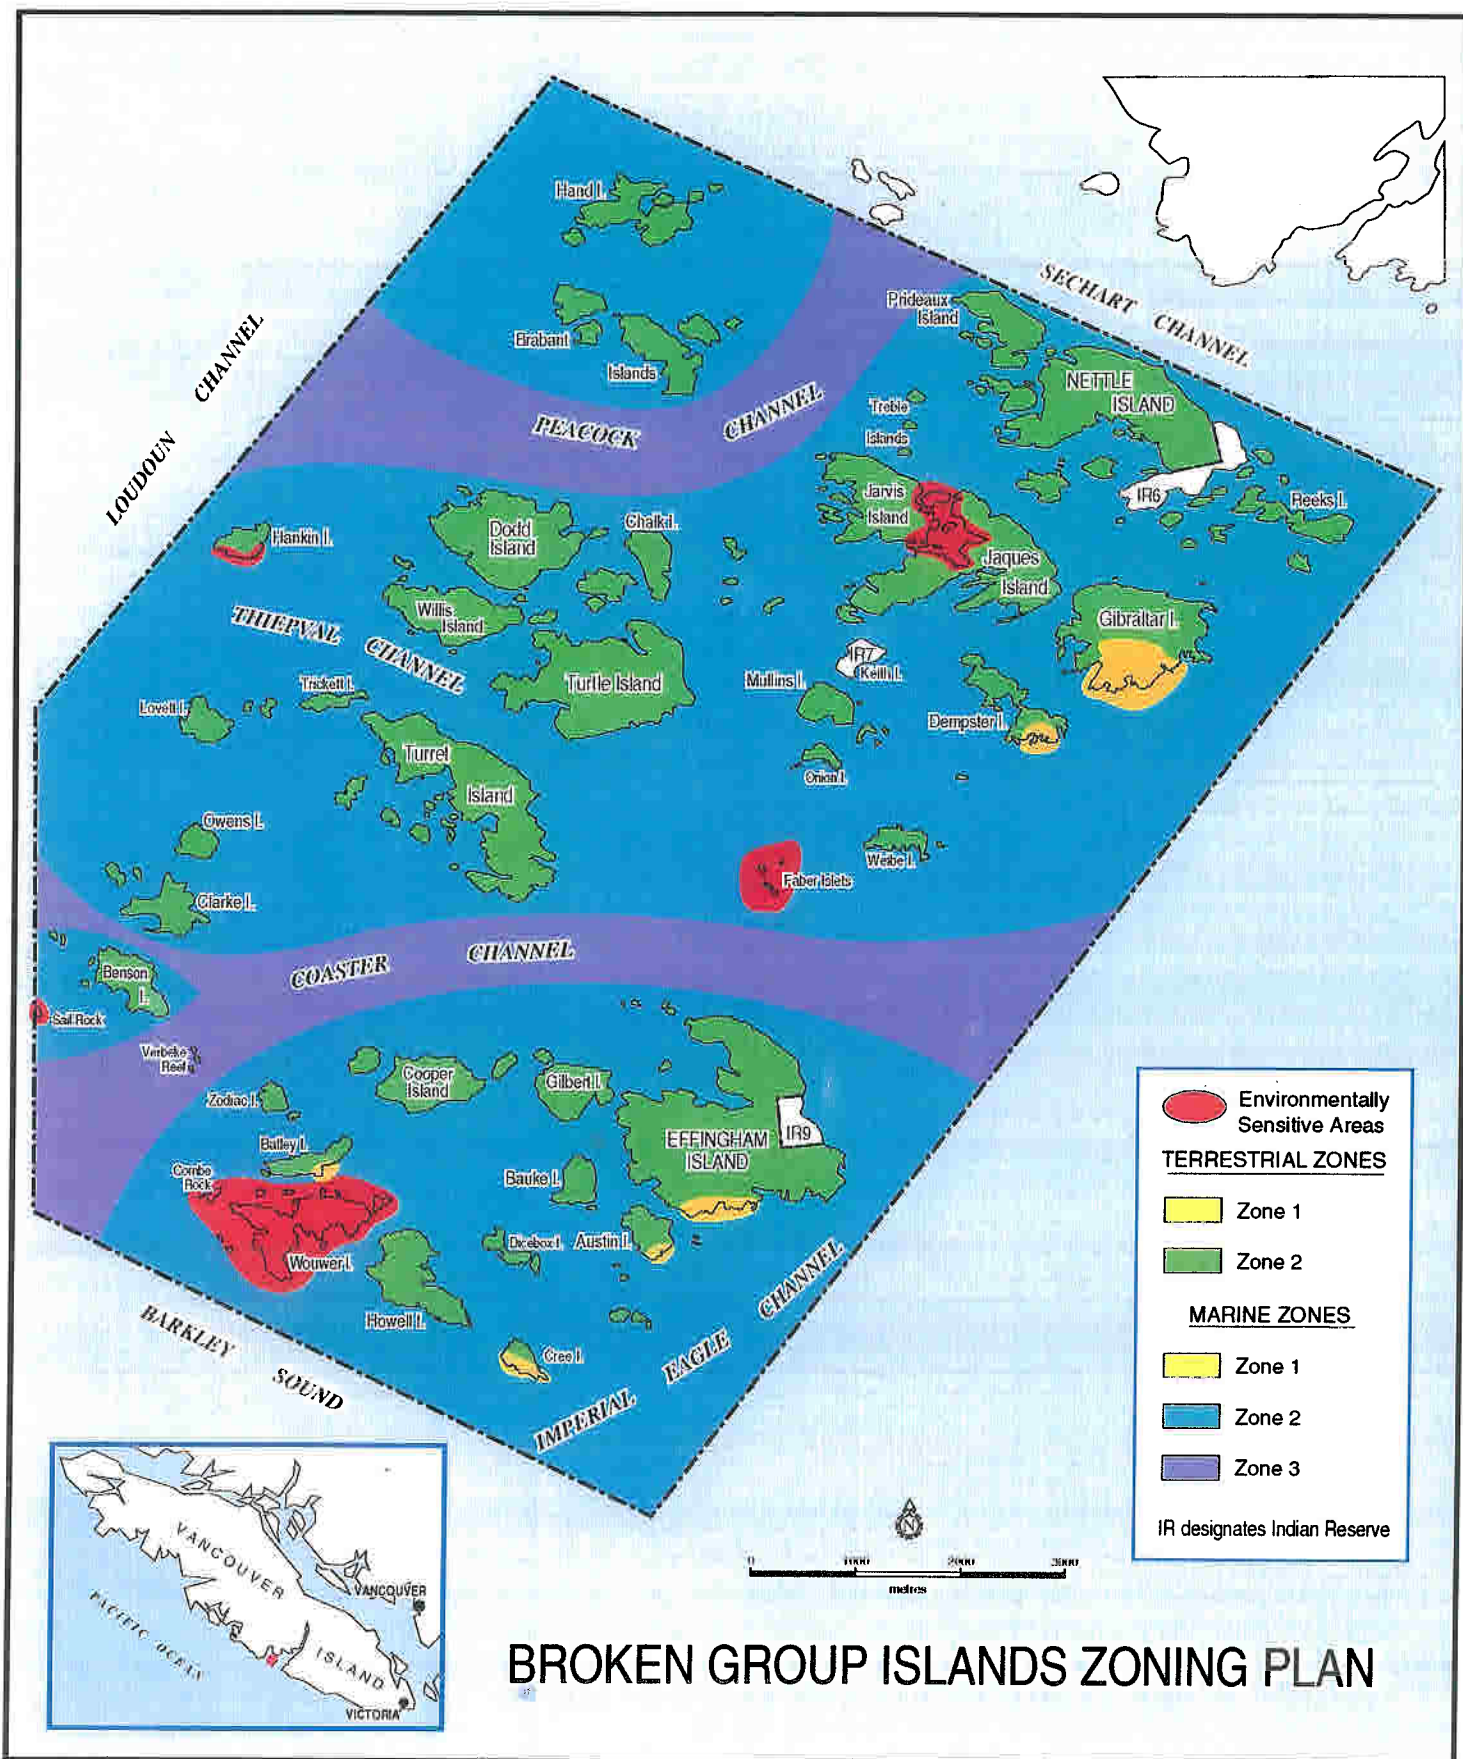 Hand I.
SECHART CHANNEL
Prideaux
Island
LOUDOUN CHANNEL
Brabant
Islands
NETTLE
ISLAND
PEACOCK CHANNEL
Treble
Islands
IR6
Reeks I.
Jarvis
Island
Dodd
Island
Chalk I.
Hankin I.
Jaques
Island
Willis
Island
THIEPVAL CHANNEL
Gibraltar I.
IR7
Keith I.
Trickett I.
Turtle Island
Mullins I.
Lovett I.
Dempster I.
Turret
Island
Onion I.
Owens I.
Weibe I.
Faber Islets
Clarke I.
COASTER CHANNEL
Benson
I.
Sail Rock
Verbeke
Reef
Cooper
Island
Gilbert I.
Zodiac I.
EFFINGHAM
ISLAND
IR9
Batley I.
Combe
Rock
Bauke I.
Wouwer I.
Dicebox I.
Austin I.
Howell I.
Cree I.
BARKLEY SOUND
IMPERIAL EAGLE CHANNEL
Environmentally
Sensitive Areas
TERRESTRIAL ZONES
Zone 1
Zone 2
MARINE ZONES
Zone 1
Zone 2
Zone 3
IR designates Indian Reserve
VANCOUVER ISLAND
VANCOUVER
PACIFIC OCEAN
VICTORIA
N
0 1000 2000 3000
metres
BROKEN GROUP ISLANDS ZONING PLAN